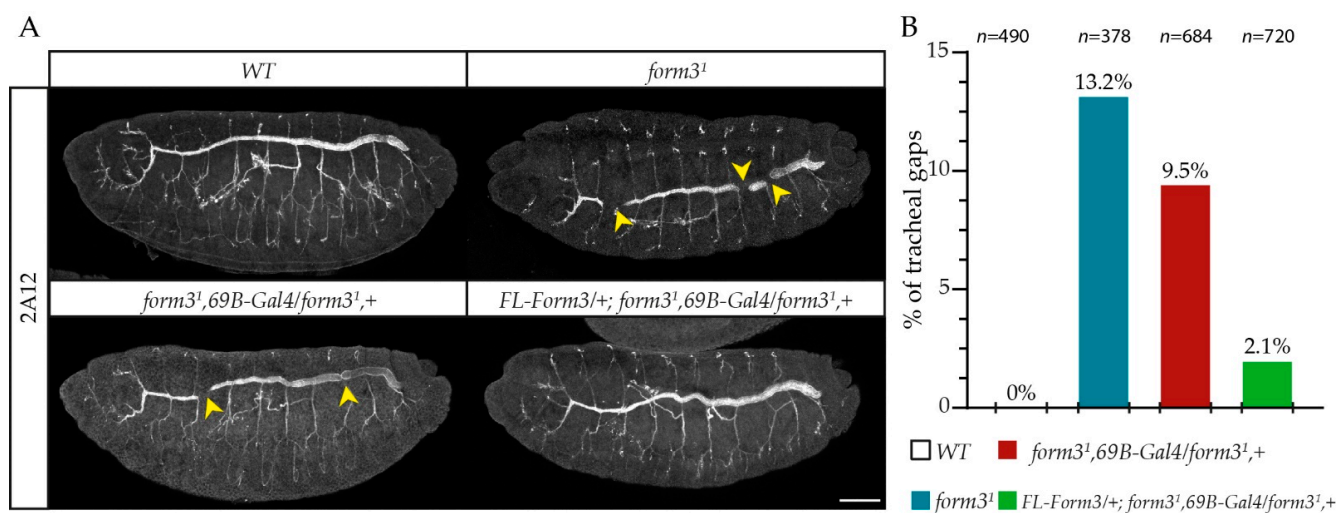 A
WT
form3¹
2A12
form3¹,69B-Gal4/form3¹,+
FL-Form3/+; form3¹,69B-Gal4/form3¹,+
B
n=490 n=378 n=684 n=720
% of tracheal gaps
15
10
5
0
0%
13.2%
9.5%
2.1%
WT form3¹,69B-Gal4/form3¹,+
form3¹ FL-Form3/+; form3¹,69B-Gal4/form3¹,+